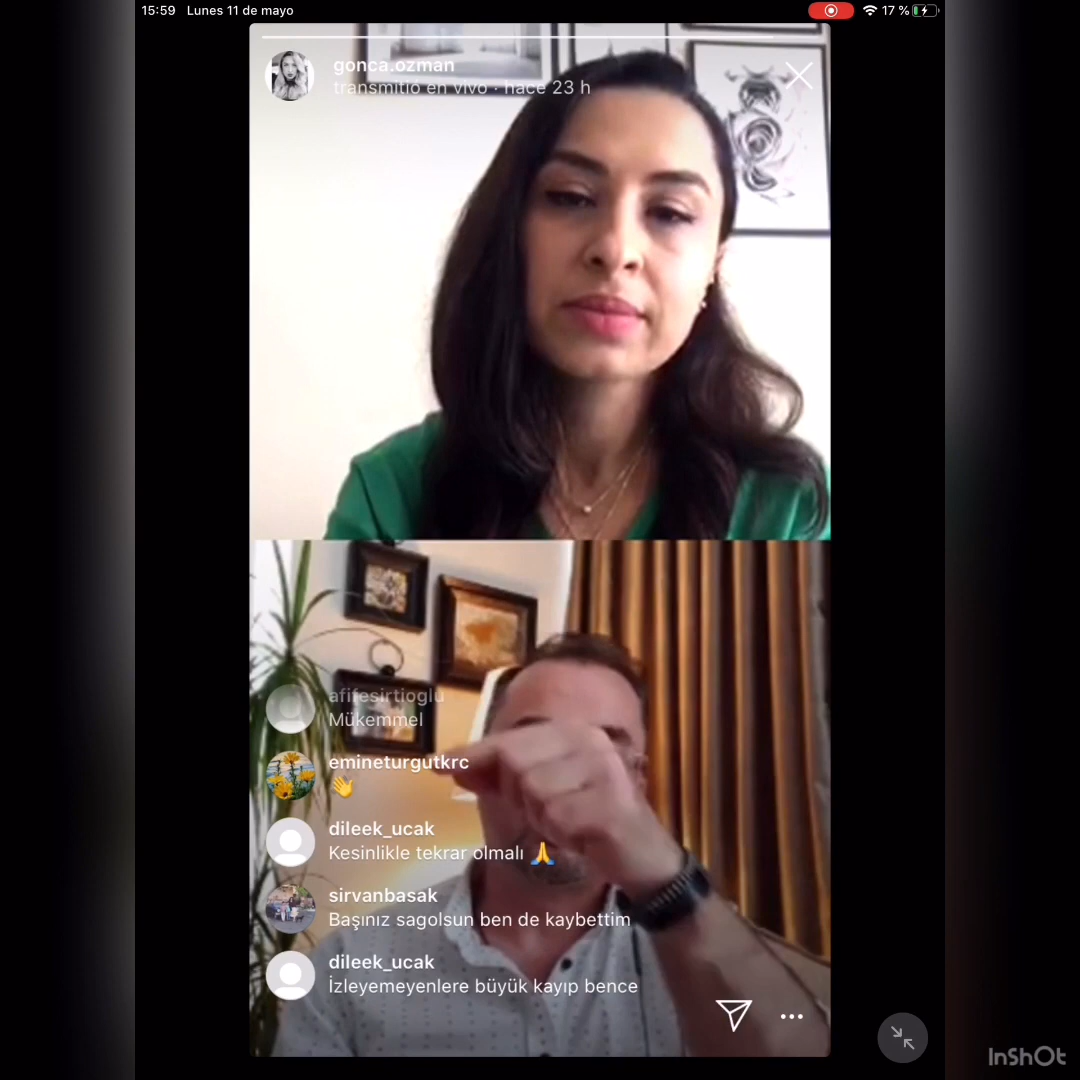 15:59 Lunes 11 de mayo 17 %
gonca.ozman
transmitió en vivo · hace 23 h
afifesirtioglu
Mükemmel
emineturgutkrc
👋
dileek_ucak
Kesinlikle tekrar olmalı 🙏
sirvanbasak
Başınız sagolsun ben de kaybettim
dileek_ucak
İzleyemeyenlere büyük kayıp bence
InShOt